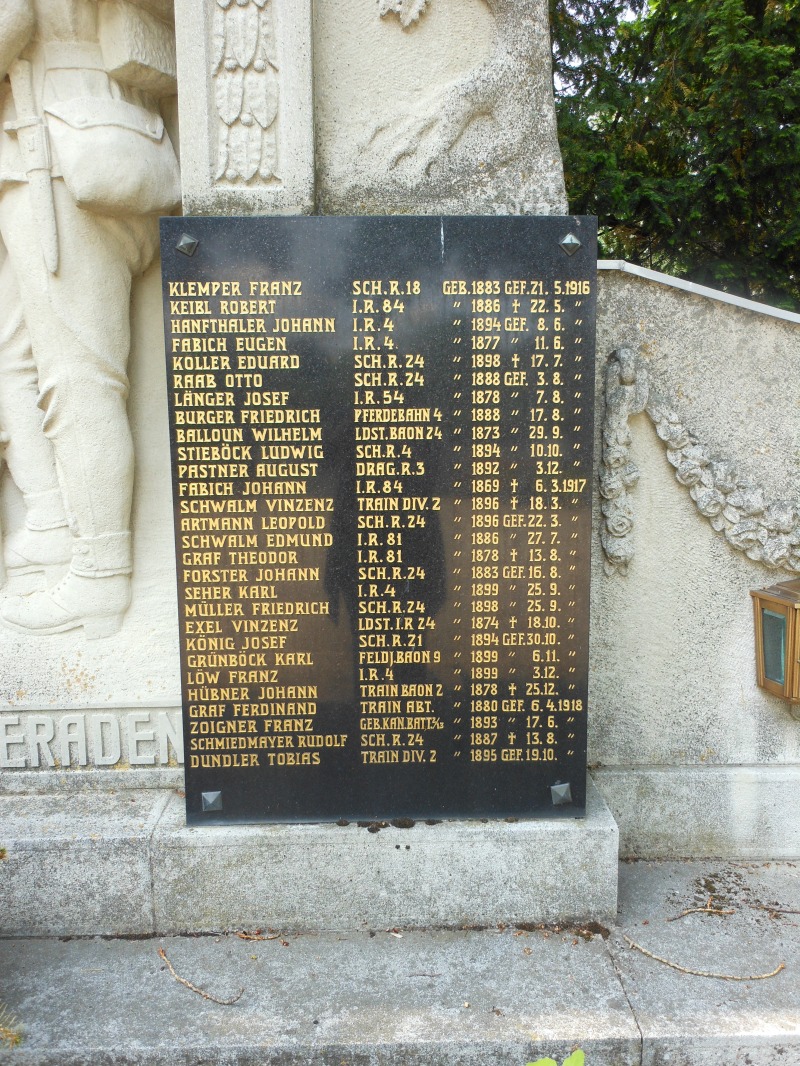 KLEMPER FRANZ SCH.R.18 GEB.1883 GEF.21.5.1916
KEIBL ROBERT I.R.84 " 1886 † 22.5. "
HANFTHALER JOHANN I.R.4 " 1894 GEF. 8.6. "
FABICH EUGEN I.R.4. " 1877 " 11.6. "
KOLLER EDUARD SCH.R.24 " 1898 † 17.7. "
RAAB OTTO SCH.R.24 " 1888 GEF. 3.8. "
LÄNGER JOSEF I.R.54 " 1878 " 7.8. "
BURGER FRIEDRICH PFERDEBAHN 4 " 1888 " 17.8. "
BALLOUN WILHELM LDST.BAON 24 " 1873 " 29.9. "
STIEBÖCK LUDWIG SCH.R.4 " 1894 " 10.10. "
PASTNER AUGUST DRAG.R.3 " 1892 " 3.12. "
FABICH JOHANN I.R.84 " 1869 † 6.3.1917
SCHWALM VINZENZ TRAIN DIV.2 " 1896 † 18.3. "
ARTMANN LEOPOLD SCH.R.24 " 1896 GEF.22.3. "
SCHWALM EDMUND I.R.81 " 1886 " 27.7. "
GRAF THEODOR I.R.81 " 1878 † 13.8. "
FORSTER JOHANN SCH.R.24 " 1883 GEF.16.8. "
SEHER KARL I.R.4 " 1899 " 25.9. "
MÜLLER FRIEDRICH SCH.R.24 " 1898 " 25.9. "
EXEL VINZENZ LDST.I.R 24 " 1874 † 18.10. "
KÖNIG JOSEF SCH.R.21 " 1894 GEF.30.10. "
GRÜNBÖCK KARL FELDJ.BAON 9 " 1899 " 6.11. "
LÖW FRANZ I.R.4 " 1899 " 3.12. "
HÜBNER JOHANN TRAIN BAON 2 " 1878 † 25.12. "
GRAF FERDINAND TRAIN ABT. " 1880 GEF. 6.4.1918
ZOIGNER FRANZ GEB.KAN.BATT.³/₁₃ " 1893 " 17.6. "
SCHMIEDMAYER RUDOLF SCH.R.24 " 1887 † 13.8. "
DUNDLER TOBIAS TRAIN DIV. 2 " 1895 GEF.19.10. "
ERADEN